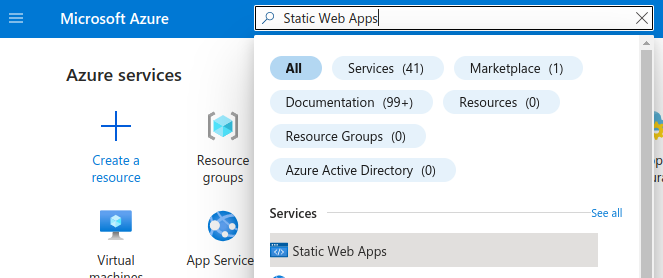 Microsoft Azure
Static Web Apps
All
Services (41)
Marketplace (1)
Documentation (99+)
Resources (0)
Resource Groups (0)
Azure Active Directory (0)
Services
See all
Static Web Apps
Azure services
Create a
resource
Resource
groups
Virtual
machines
App Service